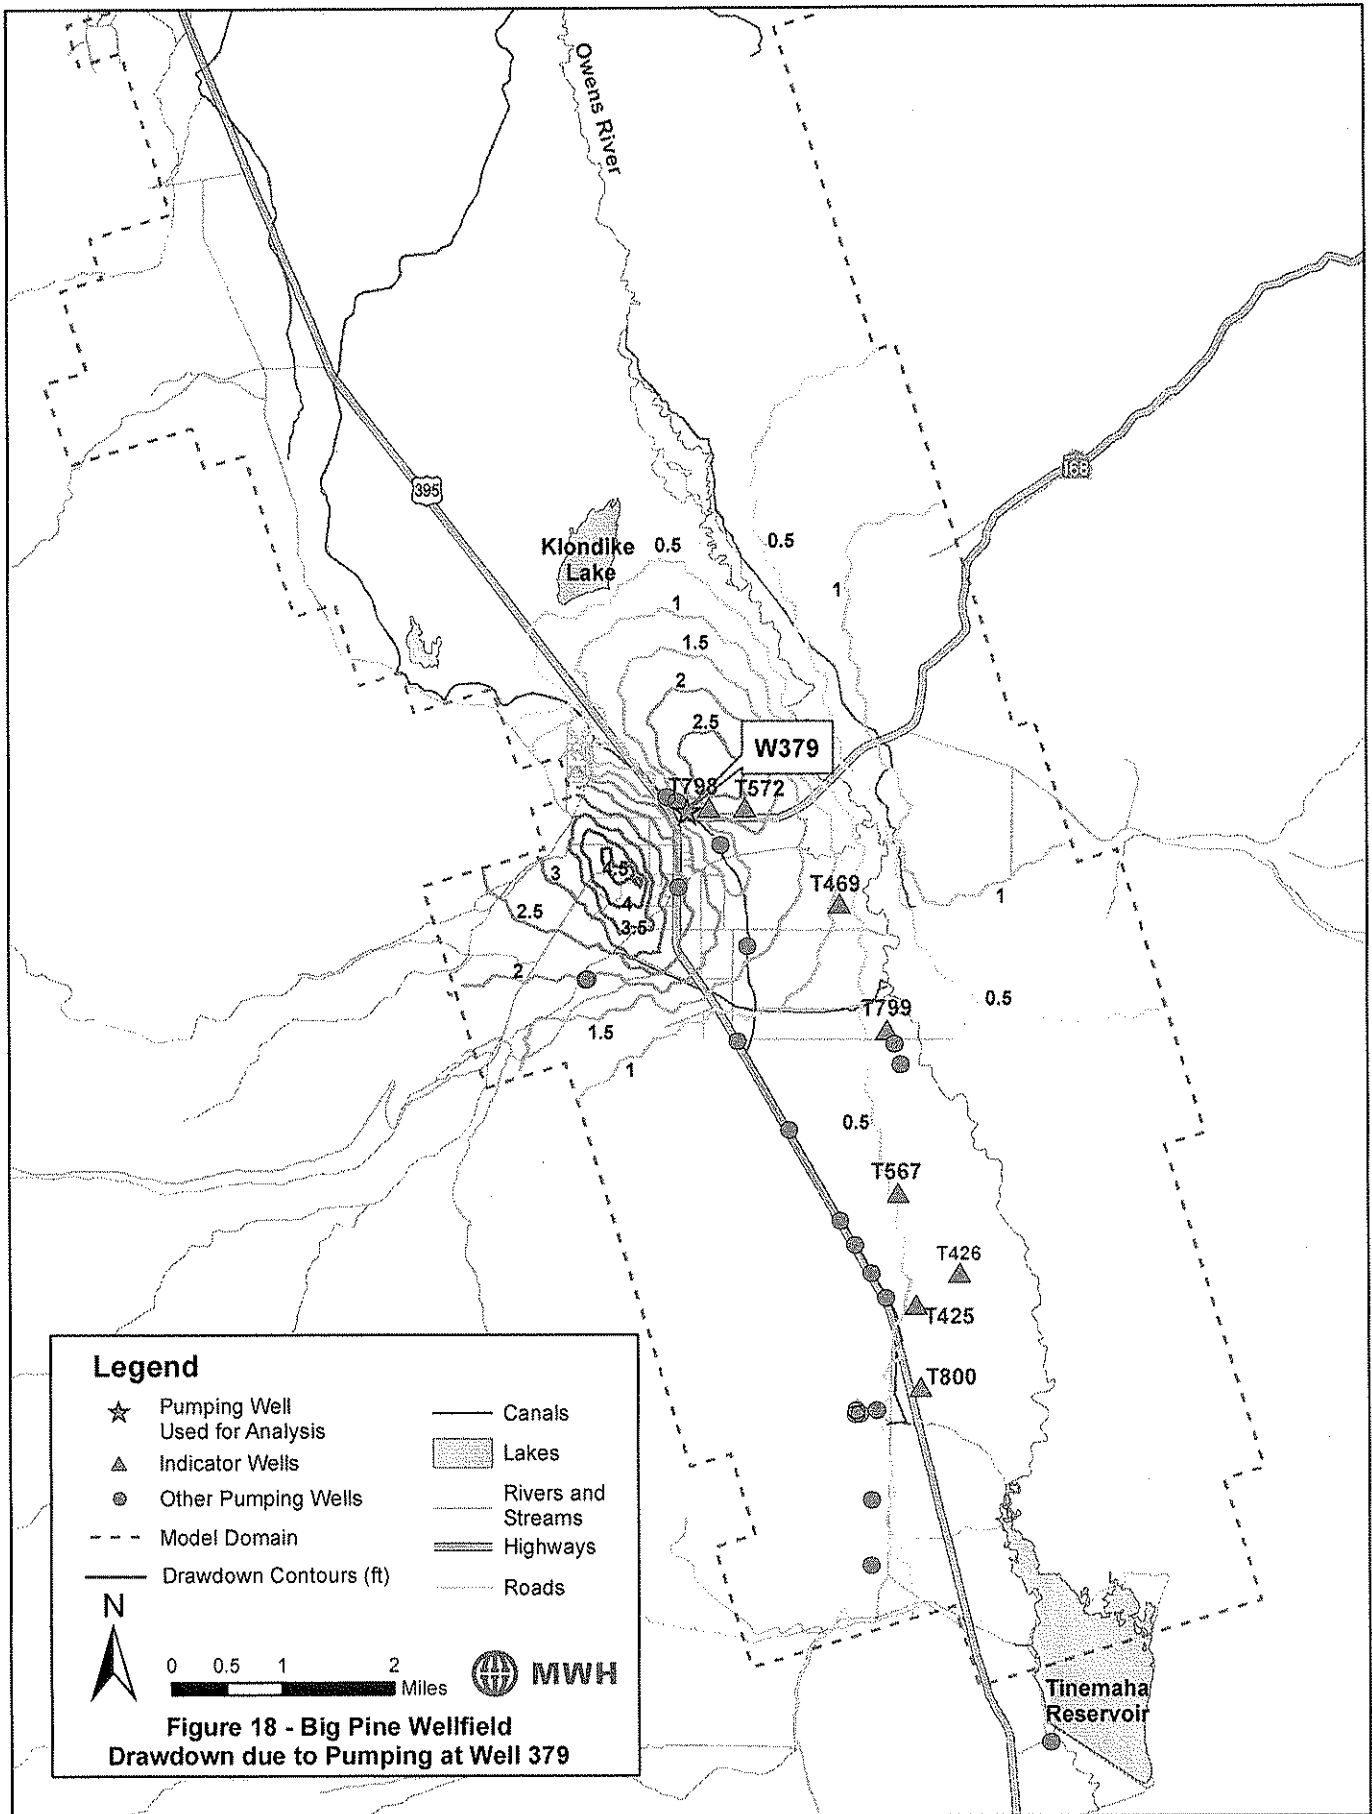 Owens River
168
395
Klondike
Lake
0.5
0.5
1
1
1.5
2
2.5
W379
T798
T572
4.5
3
T469
4
1
2.5
3.5
2
0.5
T799
1.5
1
0.5
T567
T426
T425
T800
Legend
Pumping Well
Used for Analysis
Indicator Wells
Other Pumping Wells
Model Domain
Drawdown Contours (ft)
Canals
Lakes
Rivers and
Streams
Highways
Roads
N
0 0.5 1 2
Miles
MWH
Figure 18 - Big Pine Wellfield
Drawdown due to Pumping at Well 379
Tinemaha
Reservoir